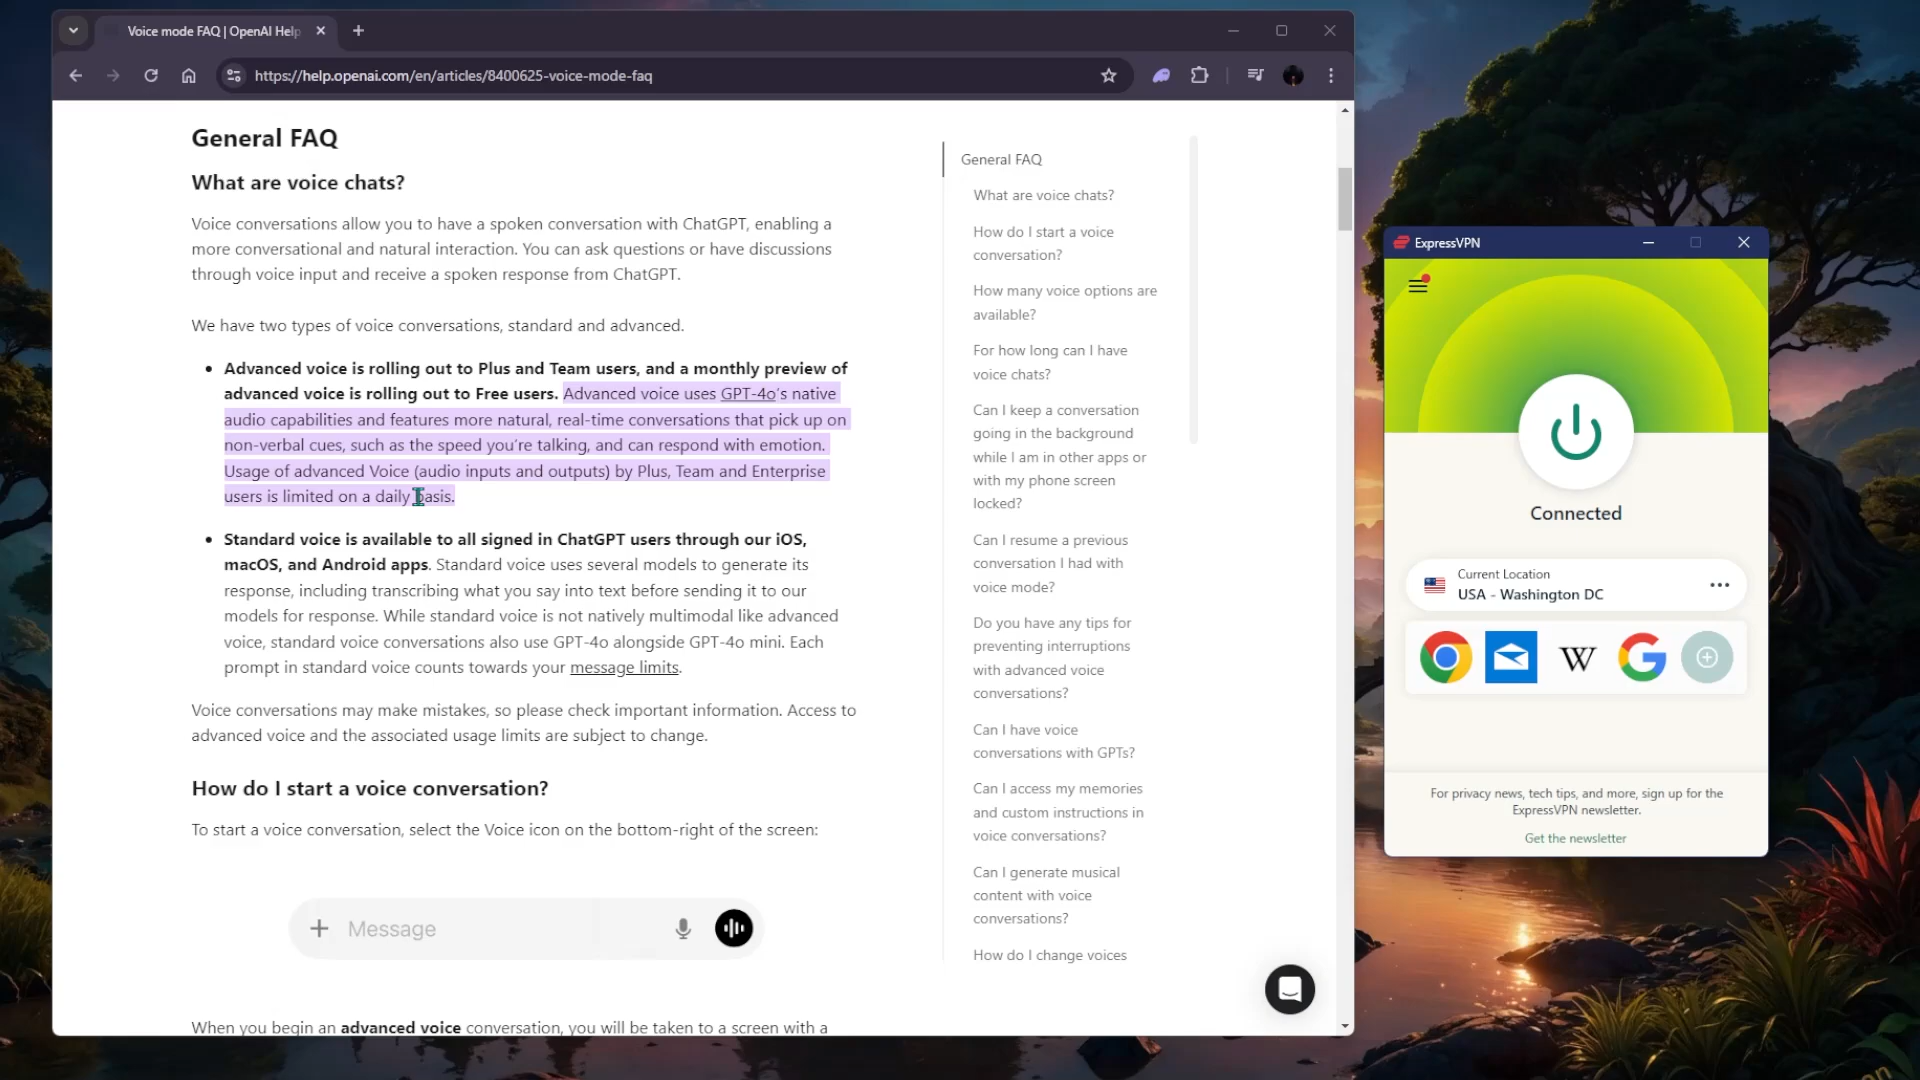 Voice mode FAQ | OpenAI Help
https://help.openai.com/en/articles/8400625-voice-mode-faq
General FAQ
What are voice chats?
Voice conversations allow you to have a spoken conversation with ChatGPT, enabling a
more conversational and natural interaction. You can ask questions or have discussions
through voice input and receive a spoken response from ChatGPT.
We have two types of voice conversations, standard and advanced.
• Advanced voice is rolling out to Plus and Team users, and a monthly preview of
advanced voice is rolling out to Free users. Advanced voice uses GPT-4o's native
audio capabilities and features more natural, real-time conversations that pick up on
non-verbal cues, such as the speed you're talking, and can respond with emotion.
Usage of advanced Voice (audio inputs and outputs) by Plus, Team and Enterprise
users is limited on a daily basis.
• Standard voice is available to all signed in ChatGPT users through our iOS,
macOS, and Android apps. Standard voice uses several models to generate its
response, including transcribing what you say into text before sending it to our
models for response. While standard voice is not natively multimodal like advanced
voice, standard voice conversations also use GPT-4o alongside GPT-4o mini. Each
prompt in standard voice counts towards your message limits.
Voice conversations may make mistakes, so please check important information. Access to
advanced voice and the associated usage limits are subject to change.
How do I start a voice conversation?
To start a voice conversation, select the Voice icon on the bottom-right of the screen:
Message
When you begin an advanced voice conversation, you will be taken to a screen with a
General FAQ
What are voice chats?
How do I start a voice
conversation?
How many voice options are
available?
For how long can I have
voice chats?
Can I keep a conversation
going in the background
while I am in other apps or
with my phone screen
locked?
Can I resume a previous
conversation I had with
voice mode?
Do you have any tips for
preventing interruptions
with advanced voice
conversations?
Can I have voice
conversations with GPTs?
Can I access my memories
and custom instructions in
voice conversations?
Can I generate musical
content with voice
conversations?
How do I change voices
ExpressVPN
Connected
Current Location
USA - Washington DC
W
For privacy news, tech tips, and more, sign up for the
ExpressVPN newsletter.
Get the newsletter